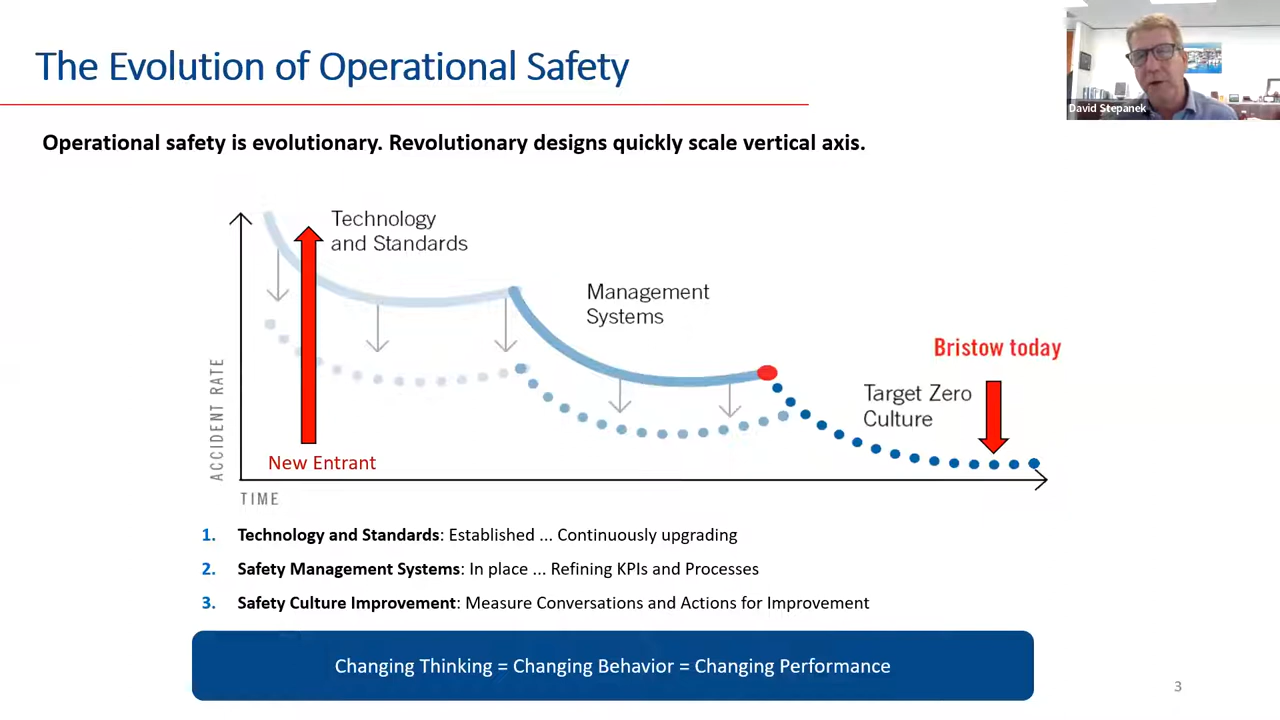 The Evolution of Operational Safety
David Stepanek
Operational safety is evolutionary. Revolutionary designs quickly scale vertical axis.
Technology
and Standards
Management
Systems
Bristow today
Target Zero
Culture
ACCIDENT RATE
New Entrant
TIME
1. Technology and Standards: Established ... Continuously upgrading
2. Safety Management Systems: In place ... Refining KPIs and Processes
3. Safety Culture Improvement: Measure Conversations and Actions for Improvement
Changing Thinking = Changing Behavior = Changing Performance
3